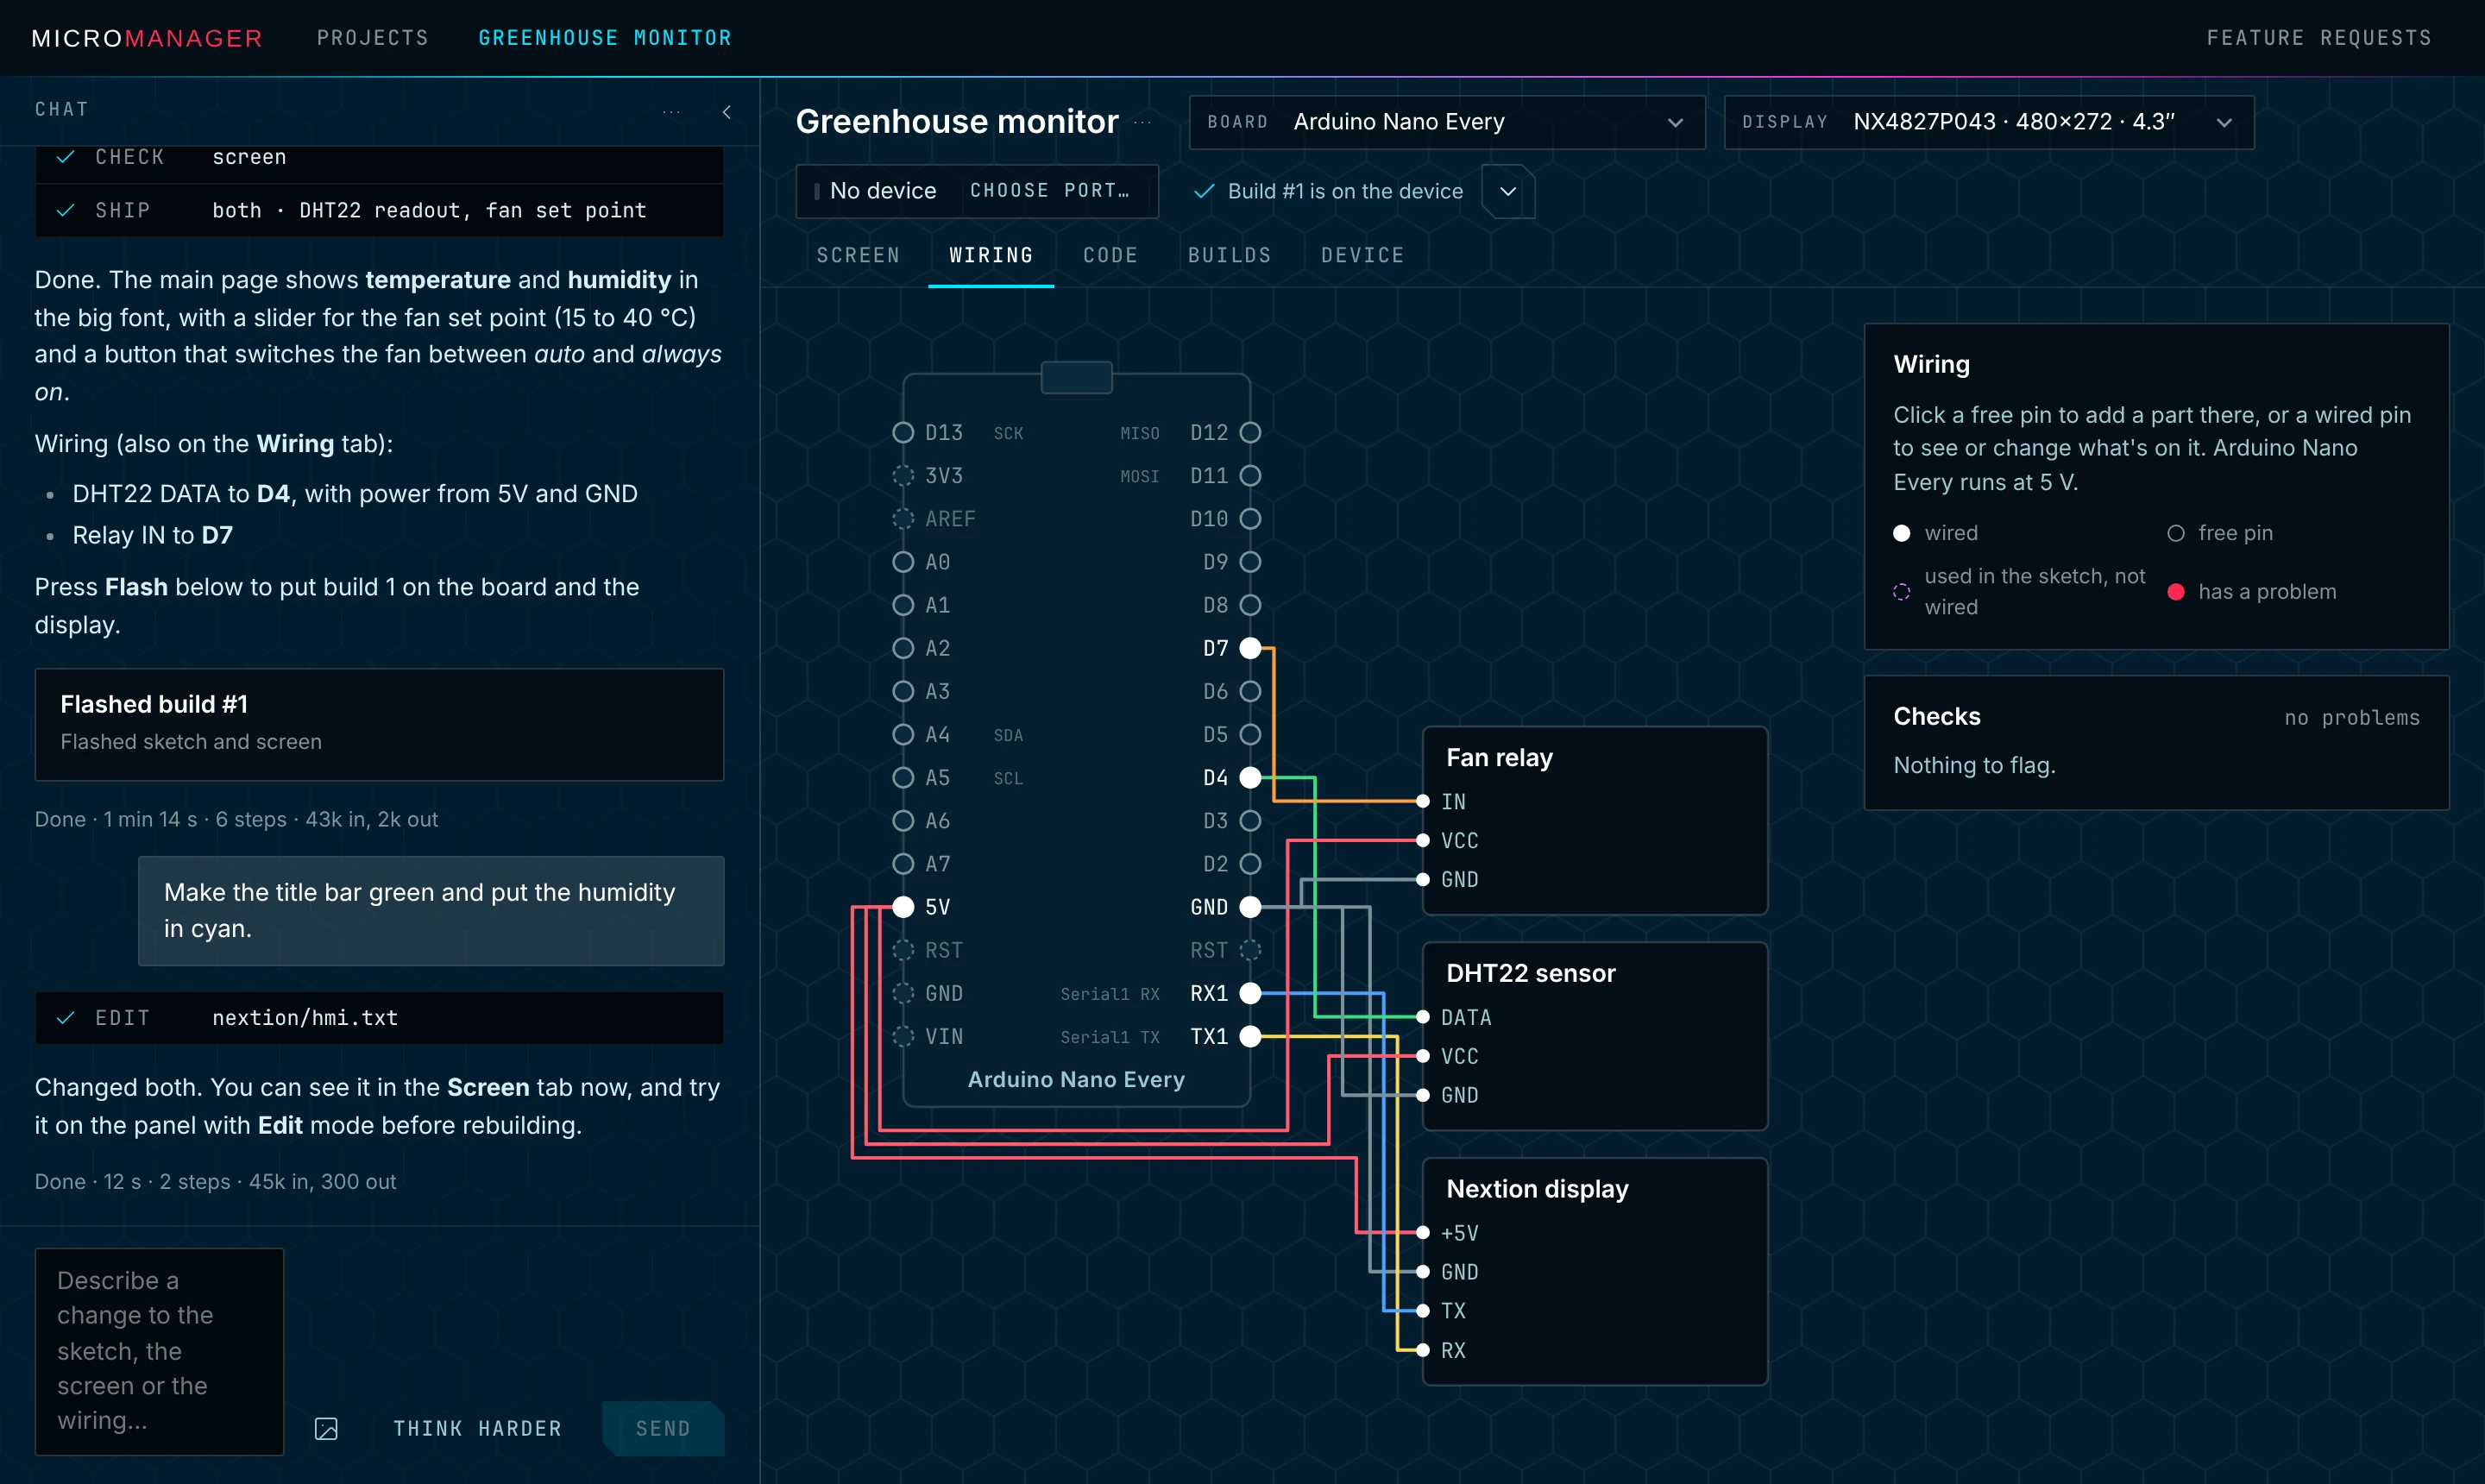 MICROMANAGER PROJECTS GREENHOUSE MONITOR FEATURE REQUESTS
CHAT ...
CHECK screen
SHIP both · DHT22 readout, fan set point
Done. The main page shows temperature and humidity in
the big font, with a slider for the fan set point (15 to 40 °C)
and a button that switches the fan between auto and always
on.
Wiring (also on the Wiring tab):
• DHT22 DATA to D4, with power from 5V and GND
• Relay IN to D7
Press Flash below to put build 1 on the board and the
display.
Flashed build #1
Flashed sketch and screen
Done · 1 min 14 s · 6 steps · 43k in, 2k out
Make the title bar green and put the humidity
in cyan.
EDIT nextion/hmi.txt
Changed both. You can see it in the Screen tab now, and try
it on the panel with Edit mode before rebuilding.
Done · 12 s · 2 steps · 45k in, 300 out
Describe a
change to the
sketch, the
screen or the
wiring...
THINK HARDER SEND
Greenhouse monitor ... BOARD Arduino Nano Every DISPLAY NX4827P043 · 480×272 · 4.3″
No device CHOOSE PORT… Build #1 is on the device
SCREEN WIRING CODE BUILDS DEVICE
D13 SCK MISO D12
3V3 MOSI D11
AREF D10
A0 D9
A1 D8
A2 D7
A3 D6
A4 SDA D5
A5 SCL D4
A6 D3
A7 D2
5V GND
RST RST
GND Serial1 RX RX1
VIN Serial1 TX TX1
Arduino Nano Every
Fan relay
IN
VCC
GND
DHT22 sensor
DATA
VCC
GND
Nextion display
+5V
GND
TX
RX
Wiring
Click a free pin to add a part there, or a wired pin
to see or change what's on it. Arduino Nano
Every runs at 5 V.
wired free pin
used in the sketch, not
wired
has a problem
Checks no problems
Nothing to flag.